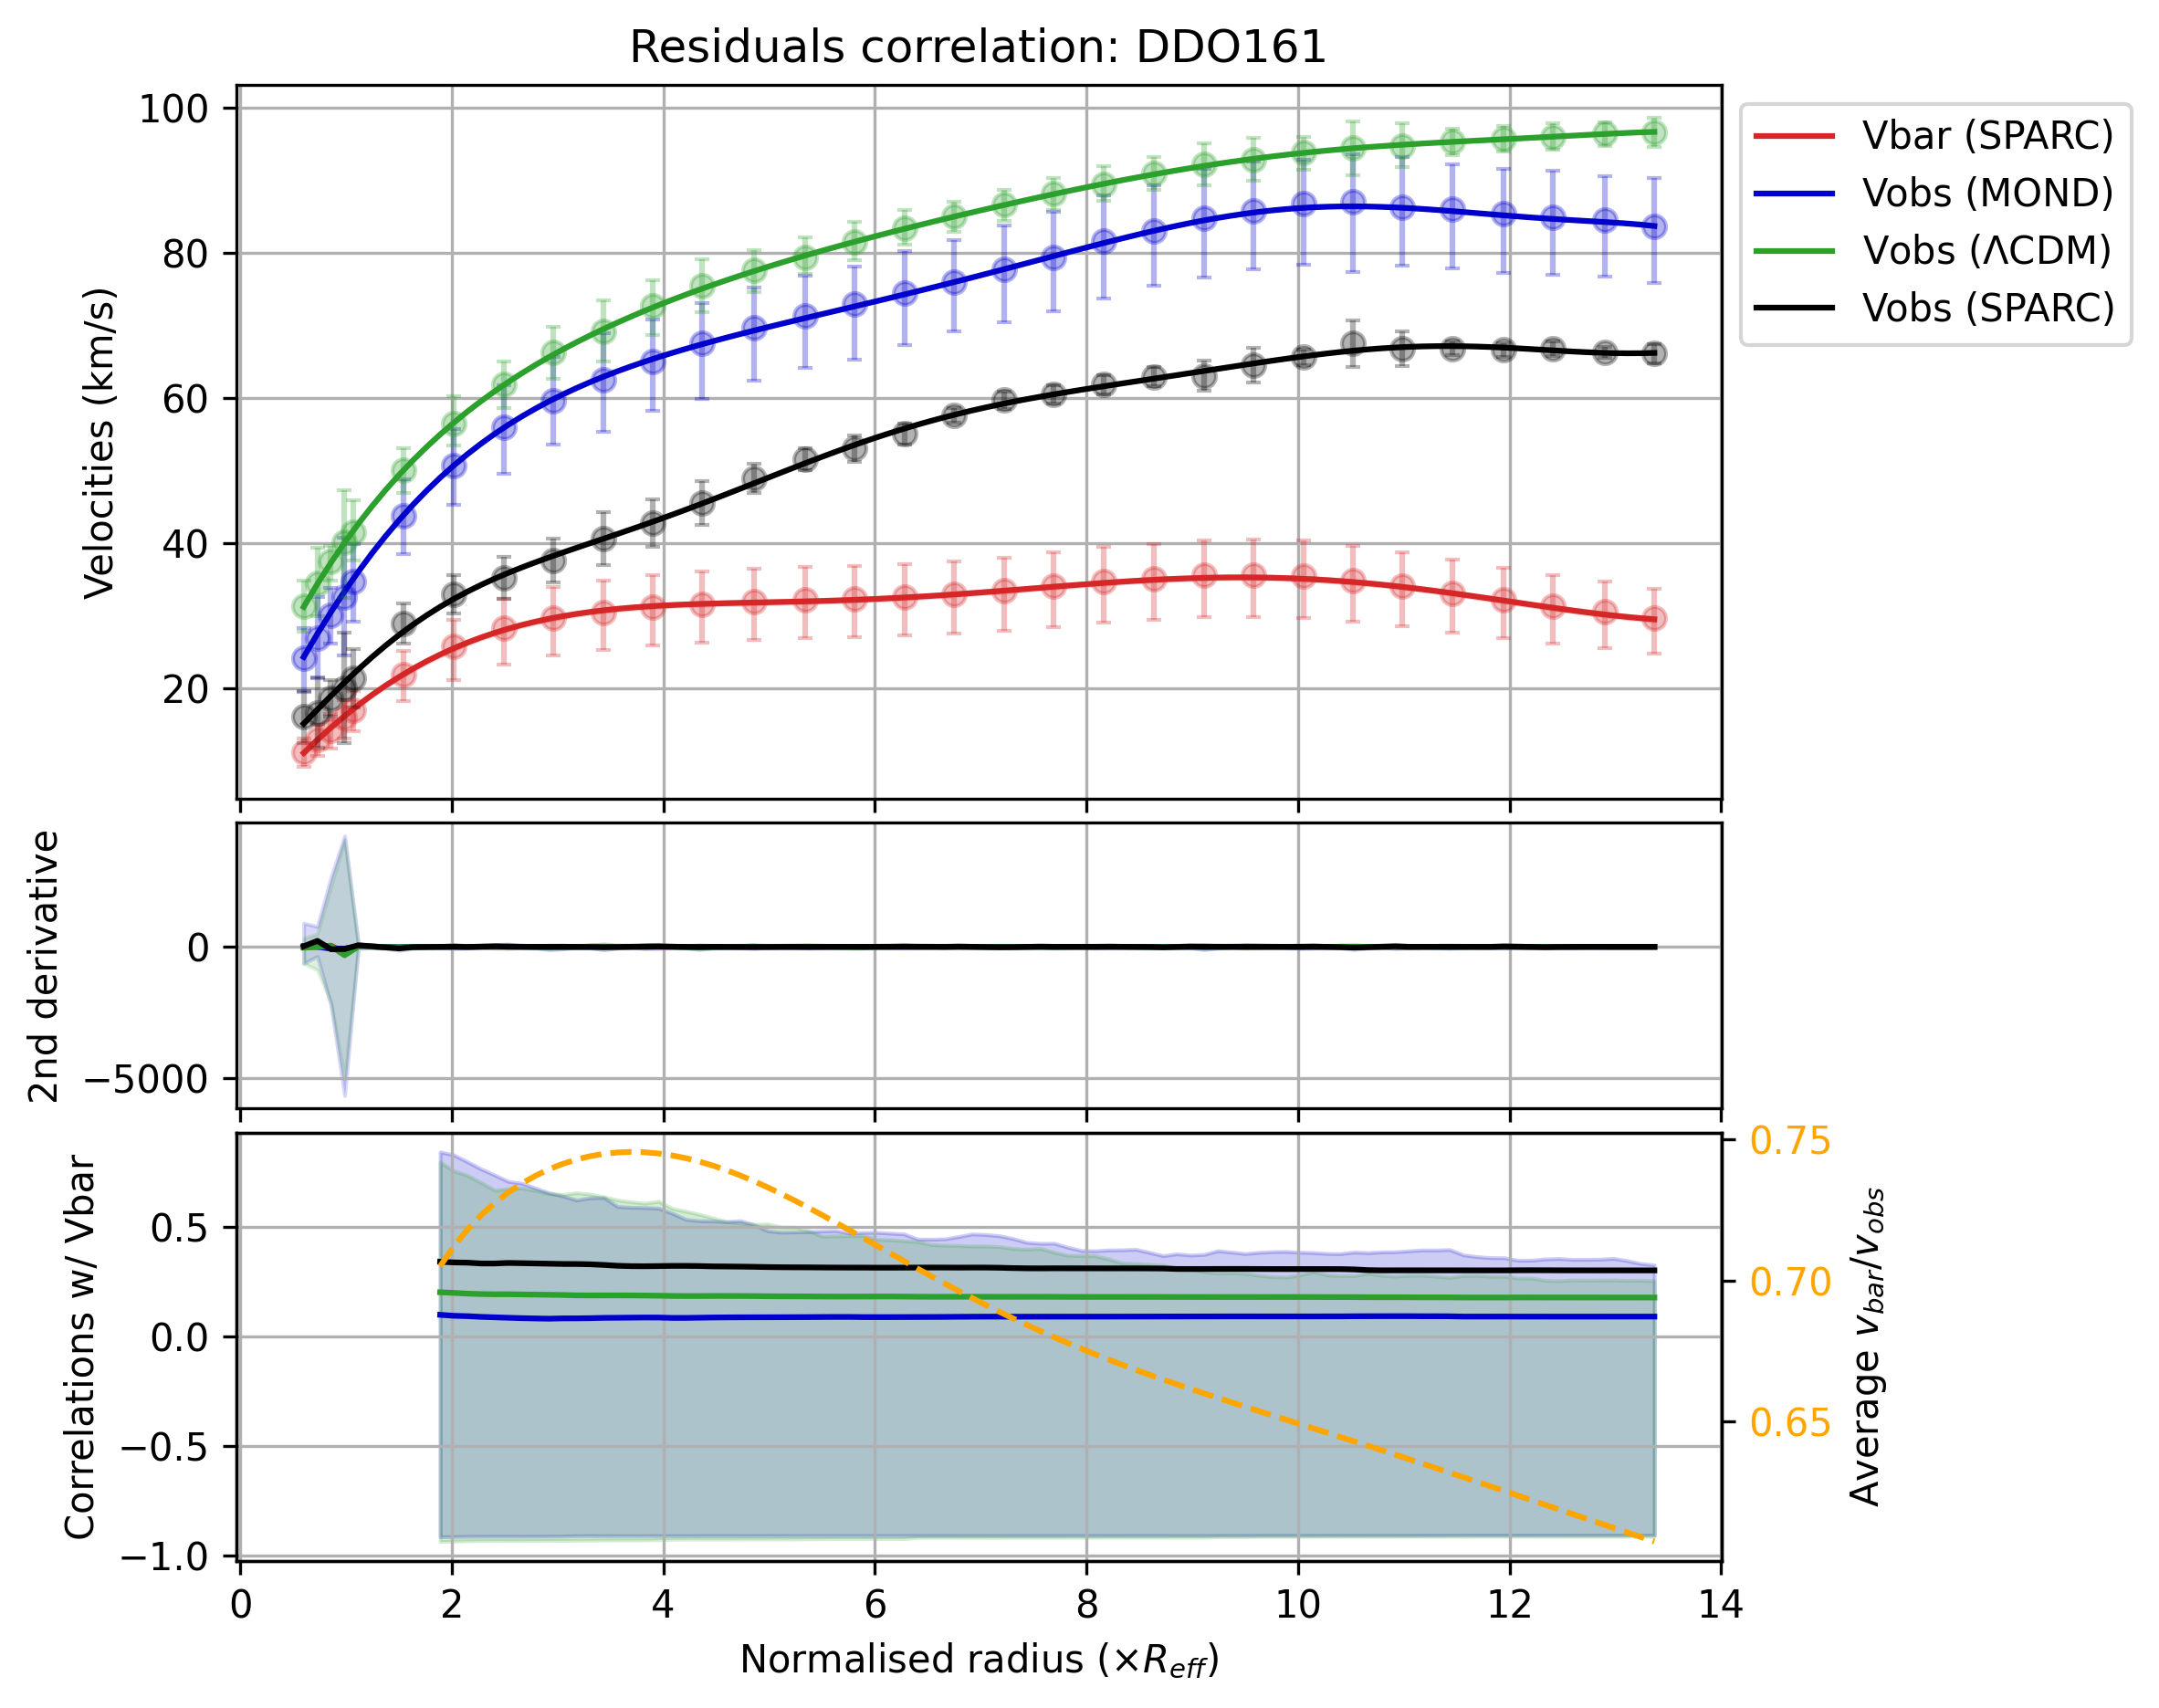 Residuals correlation: DDO161
100
80
60
40
20
Velocities (km/s)
Vbar (SPARC)
Vobs (MOND)
Vobs (ΛCDM)
Vobs (SPARC)
0
−5000
2nd derivative
0.5
0.0
−0.5
−1.0
Correlations w/ Vbar
0.75
0.70
0.65
Average v_bar/v_obs
0 2 4 6 8 10 12 14
Normalised radius (×R_eff)